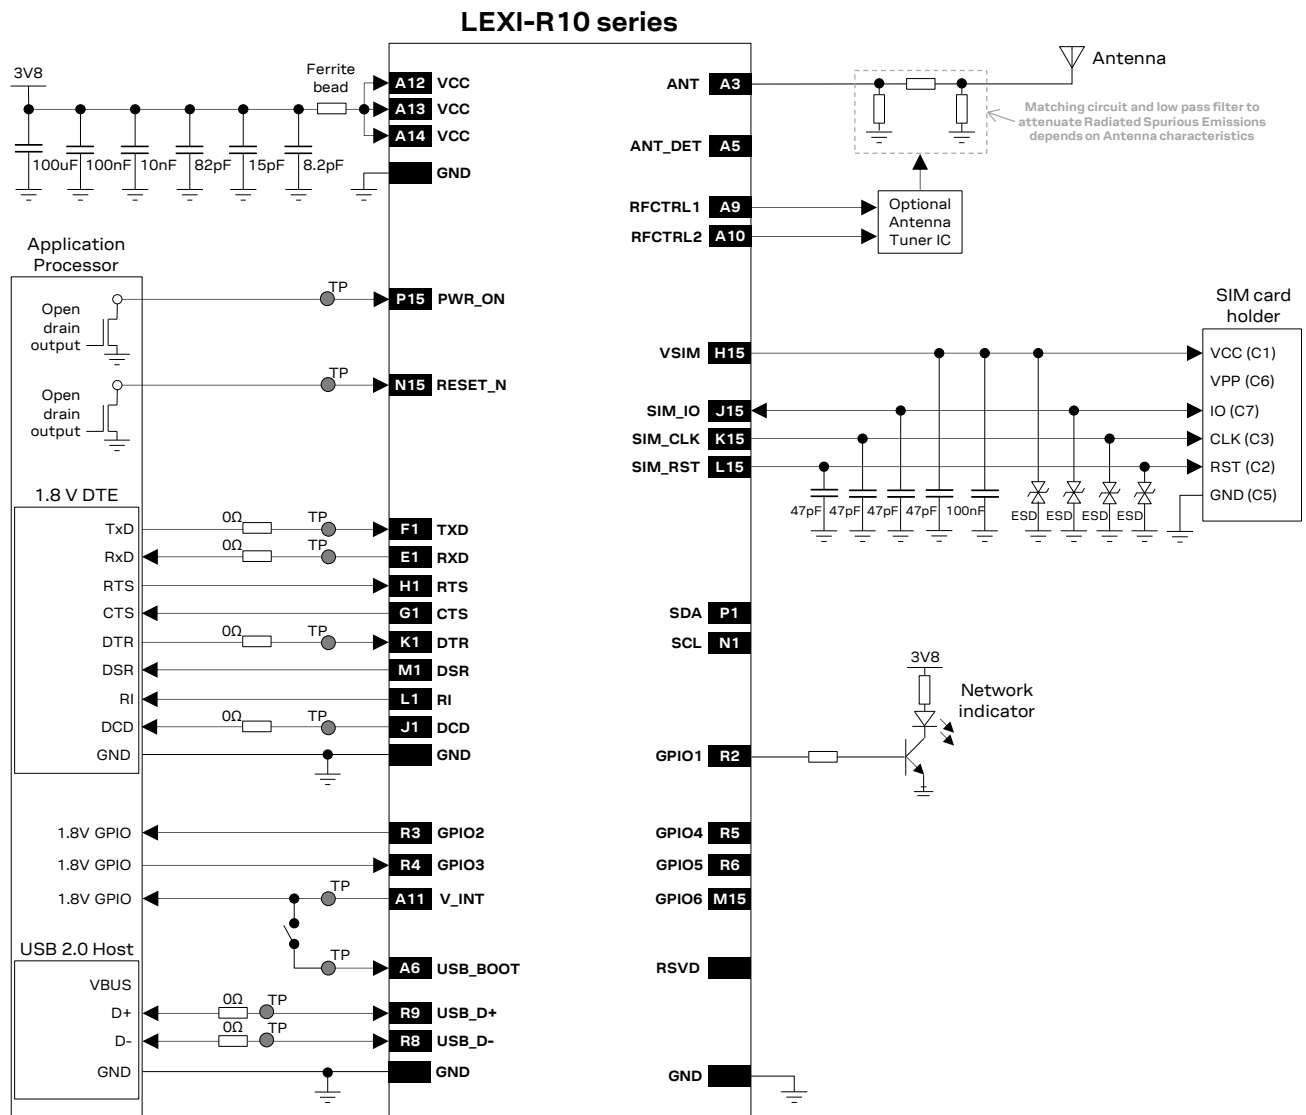 LEXI-R10 series
3V8
Ferrite
bead
A12 VCC
A13 VCC
A14 VCC
GND
100uF 100nF 10nF 82pF 15pF 8.2pF
Application
Processor
Open
drain
output
TP
P15 PWR_ON
Open
drain
output
TP
N15 RESET_N
1.8 V DTE
TxD 0Ω TP F1 TXD
RxD 0Ω TP E1 RXD
RTS H1 RTS
CTS G1 CTS
DTR 0Ω TP K1 DTR
DSR M1 DSR
RI L1 RI
DCD 0Ω TP J1 DCD
GND GND
1.8V GPIO R3 GPIO2
1.8V GPIO R4 GPIO3
1.8V GPIO TP A11 V_INT
TP A6 USB_BOOT
USB 2.0 Host
VBUS
D+ 0Ω TP R9 USB_D+
D- 0Ω TP R8 USB_D-
GND GND
ANT A3
Antenna
Matching circuit and low pass filter to
attenuate Radiated Spurious Emissions
depends on Antenna characteristics
ANT_DET A5
RFCTRL1 A9
RFCTRL2 A10
Optional
Antenna
Tuner IC
SIM card
holder
VSIM H15 VCC (C1)
VPP (C6)
SIM_IO J15 IO (C7)
SIM_CLK K15 CLK (C3)
SIM_RST L15 RST (C2)
GND (C5)
47pF 47pF 47pF 47pF 100nF ESD ESD ESD ESD
SDA P1
SCL N1
3V8
Network
indicator
GPIO1 R2
GPIO4 R5
GPIO5 R6
GPIO6 M15
RSVD
GND